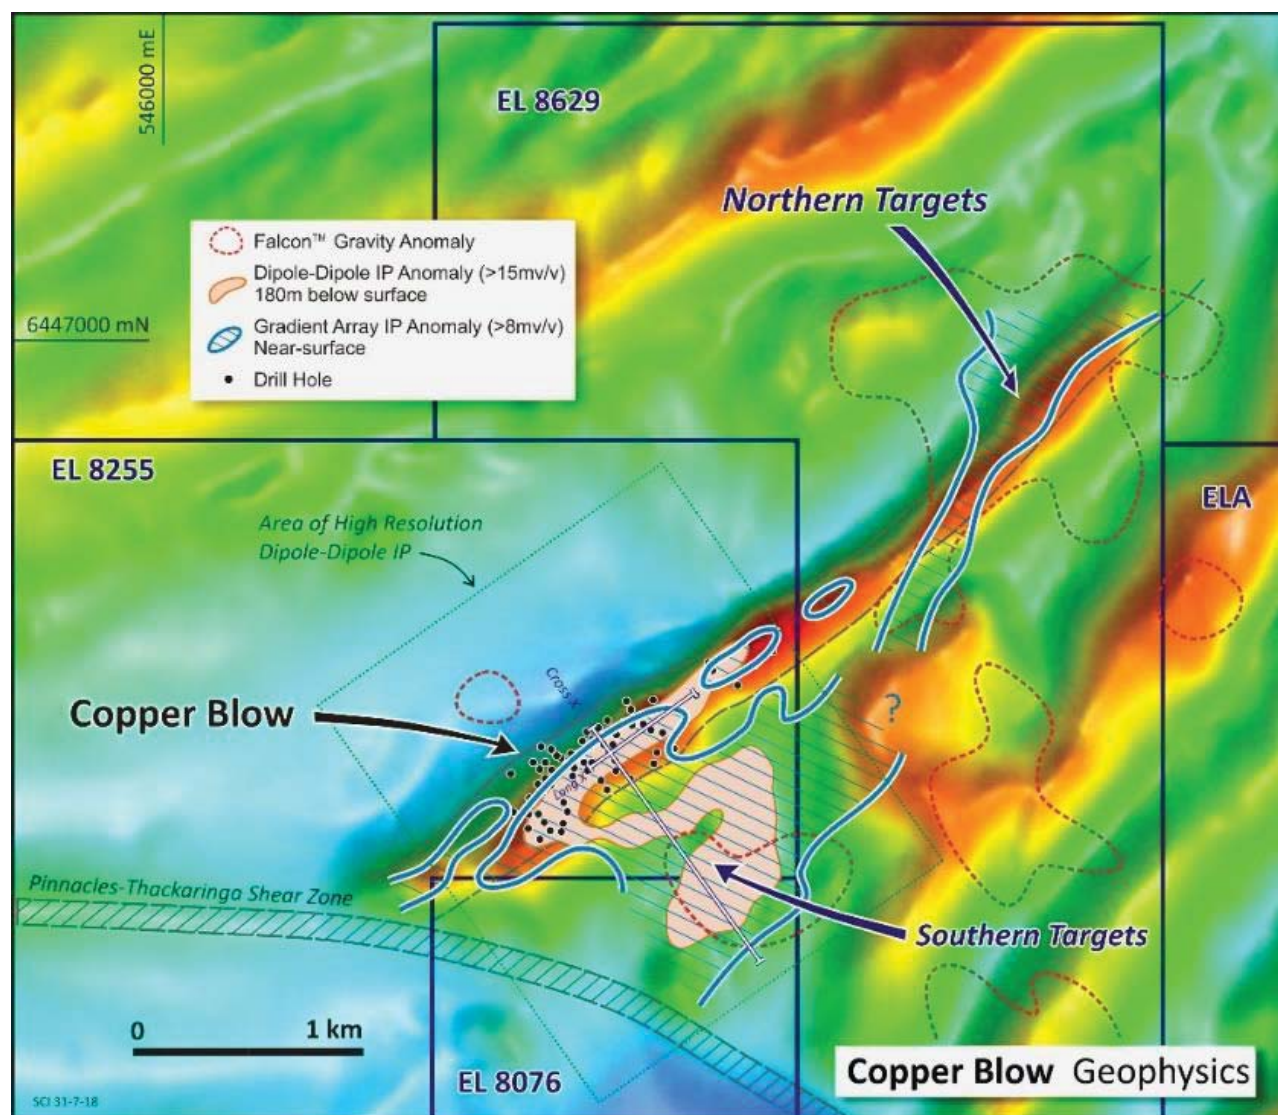 546000 mE
EL 8629
Northern Targets
Falcon™ Gravity Anomaly
Dipole-Dipole IP Anomaly (>15mv/v)
180m below surface
Gradient Array IP Anomaly (>8mv/v)
Near-surface
Drill Hole
6447000 mN
EL 8255
ELA
Area of High Resolution
Dipole-Dipole IP
Cross X
Copper Blow
?
Long X
Pinnacles-Thackaringa Shear Zone
Southern Targets
0 1 km
EL 8076
Copper Blow Geophysics
SCI 31-7-18